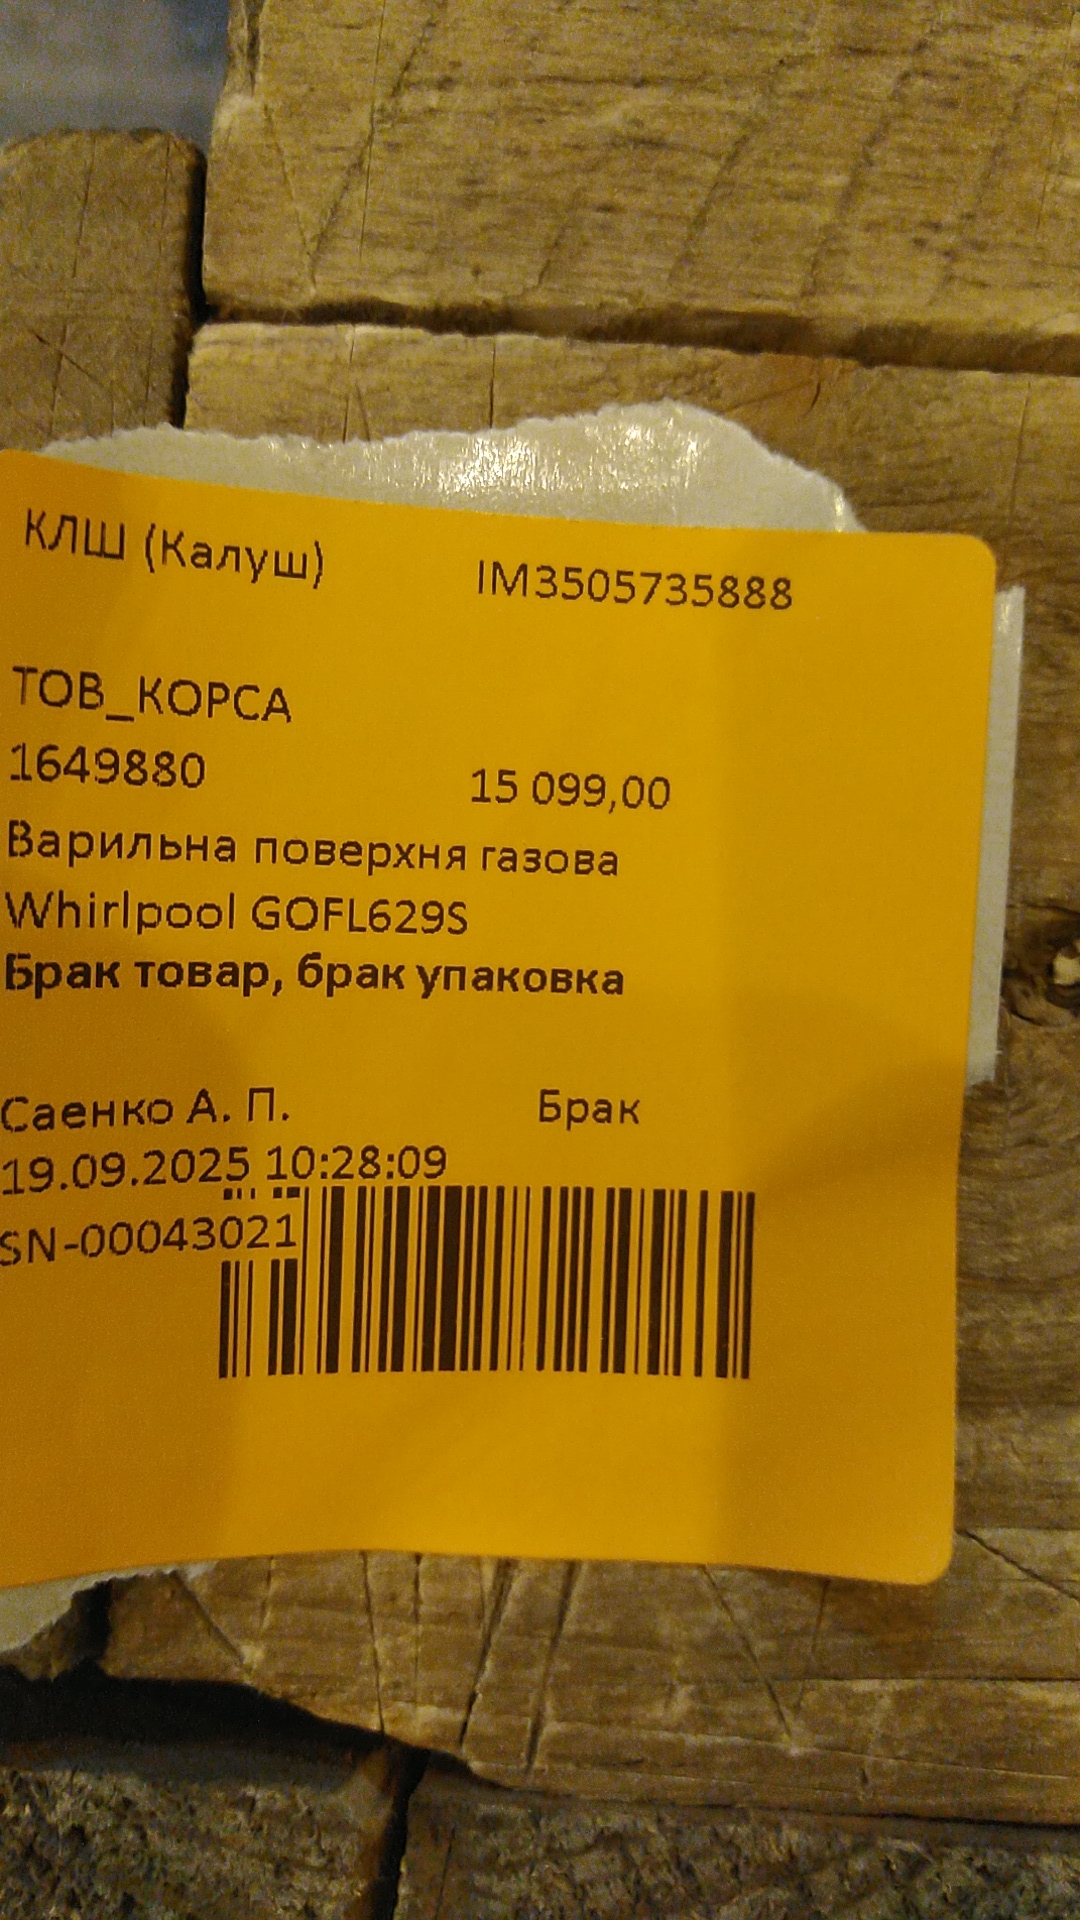 КЛШ (Калуш) IM3505735888
ТОВ_КОРСА
1649880 15 099,00
Варильна поверхня газова
Whirlpool GOFL629S
Брак товар, брак упаковка
Саенко А. П. Брак
19.09.2025 10:28:09
SN-00043021